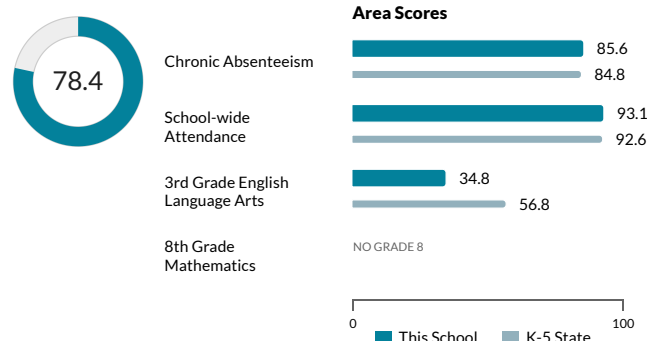 Area Scores
78.4
Chronic Absenteeism
85.6
84.8
School-wide
Attendance
93.1
92.6
3rd Grade English
Language Arts
34.8
56.8
8th Grade
Mathematics
NO GRADE 8
0
100
This School
K-5 State